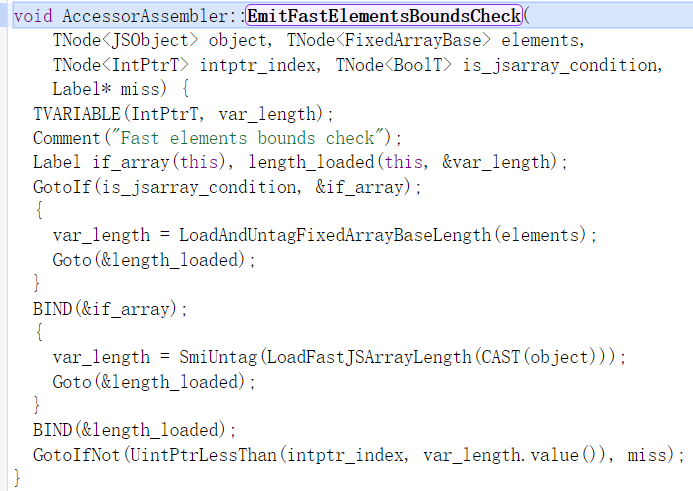 void AccessorAssembler::EmitFastElementsBoundsCheck(
    TNode<JSObject> object, TNode<FixedArrayBase> elements,
    TNode<IntPtrT> intptr_index, TNode<BoolT> is_jsarray_condition,
    Label* miss) {
  TVARIABLE(IntPtrT, var_length);
  Comment("Fast elements bounds check");
  Label if_array(this), length_loaded(this, &var_length);
  GotoIf(is_jsarray_condition, &if_array);
  {
    var_length = LoadAndUntagFixedArrayBaseLength(elements);
    Goto(&length_loaded);
  }
  BIND(&if_array);
  {
    var_length = SmiUntag(LoadFastJSArrayLength(CAST(object)));
    Goto(&length_loaded);
  }
  BIND(&length_loaded);
  GotoIfNot(UintPtrLessThan(intptr_index, var_length.value()), miss);
}